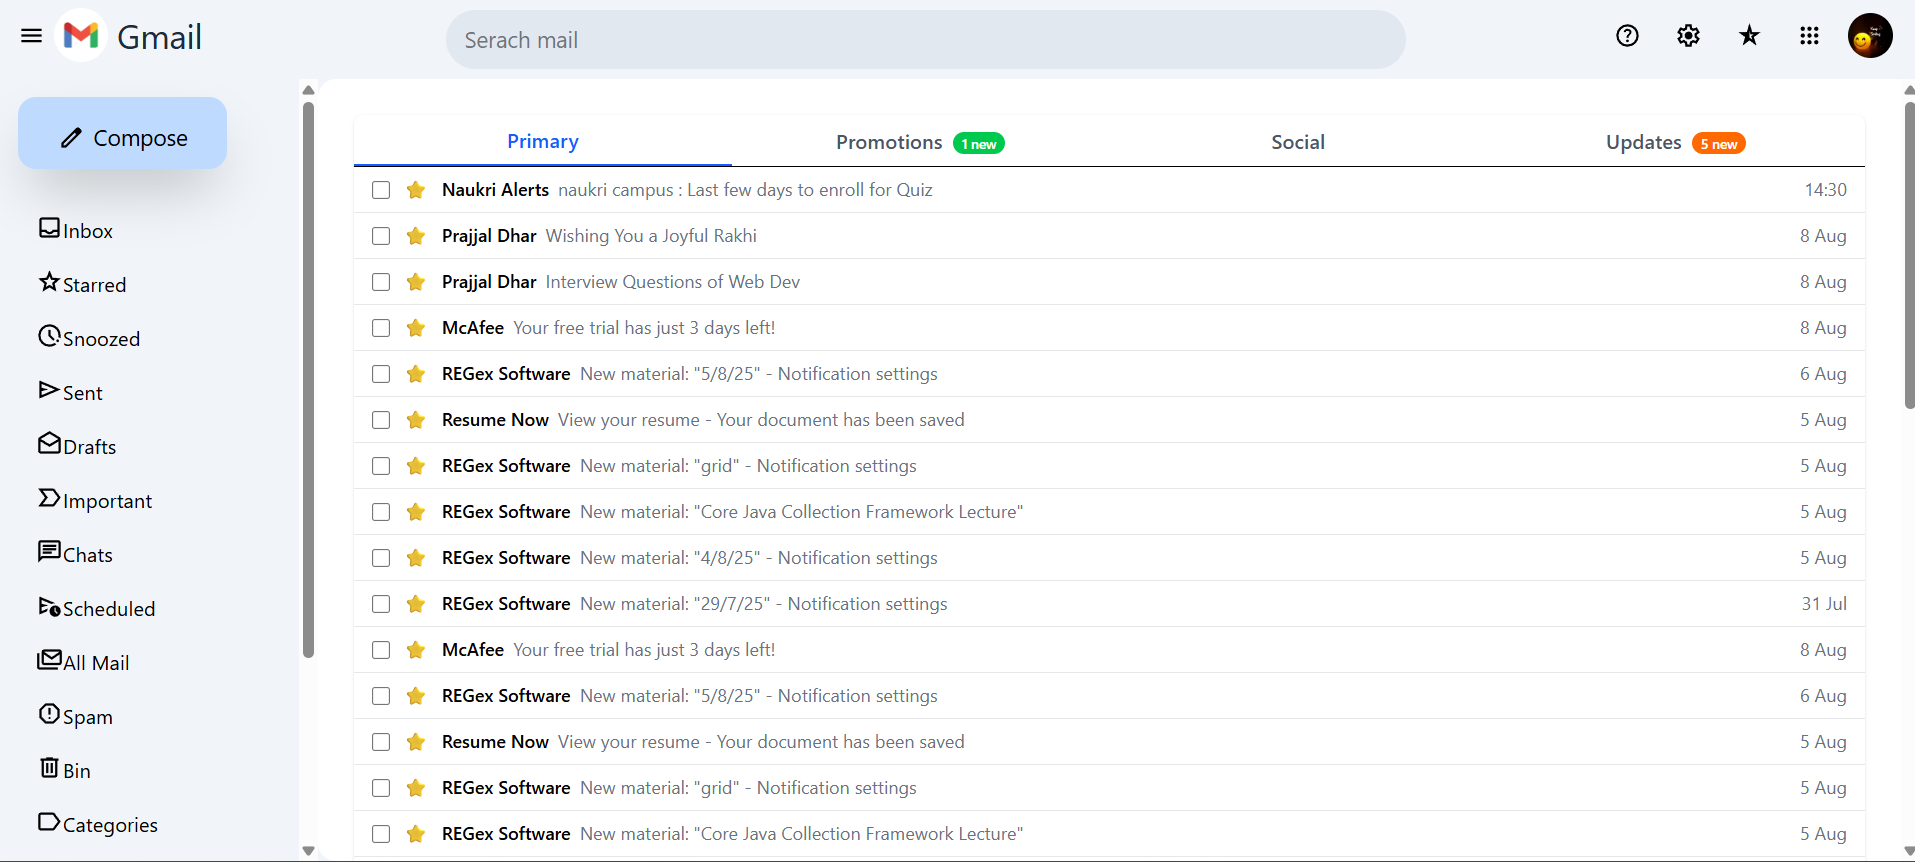 Gmail
Serach mail
Compose
Inbox
Starred
Snoozed
Sent
Drafts
Important
Chats
Scheduled
All Mail
Spam
Bin
Categories
Primary Promotions 1 new Social Updates 5 new
Naukri Alerts naukri campus : Last few days to enroll for Quiz 14:30
Prajjal Dhar Wishing You a Joyful Rakhi 8 Aug
Prajjal Dhar Interview Questions of Web Dev 8 Aug
McAfee Your free trial has just 3 days left! 8 Aug
REGex Software New material: "5/8/25" - Notification settings 6 Aug
Resume Now View your resume - Your document has been saved 5 Aug
REGex Software New material: "grid" - Notification settings 5 Aug
REGex Software New material: "Core Java Collection Framework Lecture" 5 Aug
REGex Software New material: "4/8/25" - Notification settings 5 Aug
REGex Software New material: "29/7/25" - Notification settings 31 Jul
McAfee Your free trial has just 3 days left! 8 Aug
REGex Software New material: "5/8/25" - Notification settings 6 Aug
Resume Now View your resume - Your document has been saved 5 Aug
REGex Software New material: "grid" - Notification settings 5 Aug
REGex Software New material: "Core Java Collection Framework Lecture" 5 Aug